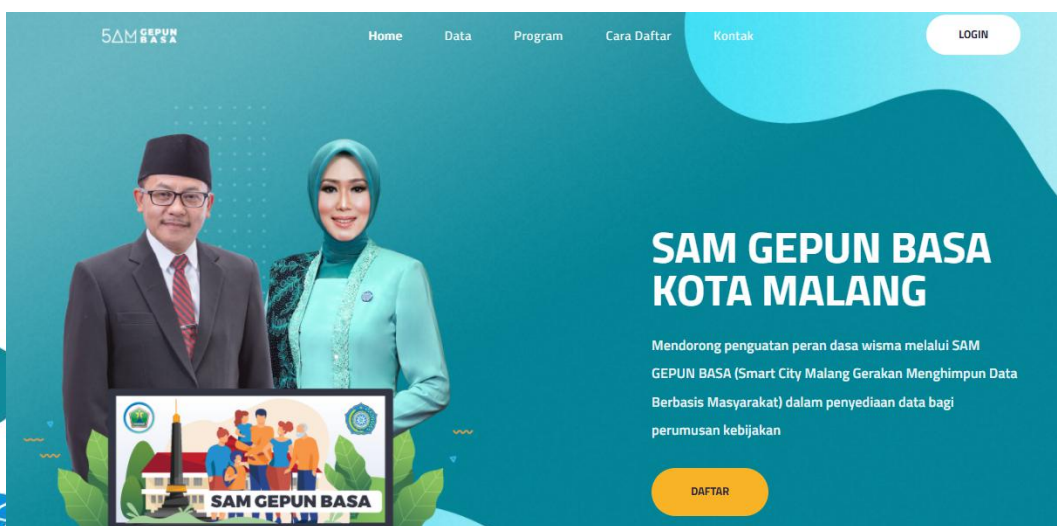 SAM GEPUN BASA
Home Data Program Cara Daftar Kontak
LOGIN
SAM GEPUN BASA
KOTA MALANG
Mendorong penguatan peran dasa wisma melalui SAM
GEPUN BASA (Smart City Malang Gerakan Menghimpun Data
Berbasis Masyarakat) dalam penyediaan data bagi
perumusan kebijakan
DAFTAR
SAM GEPUN BASA